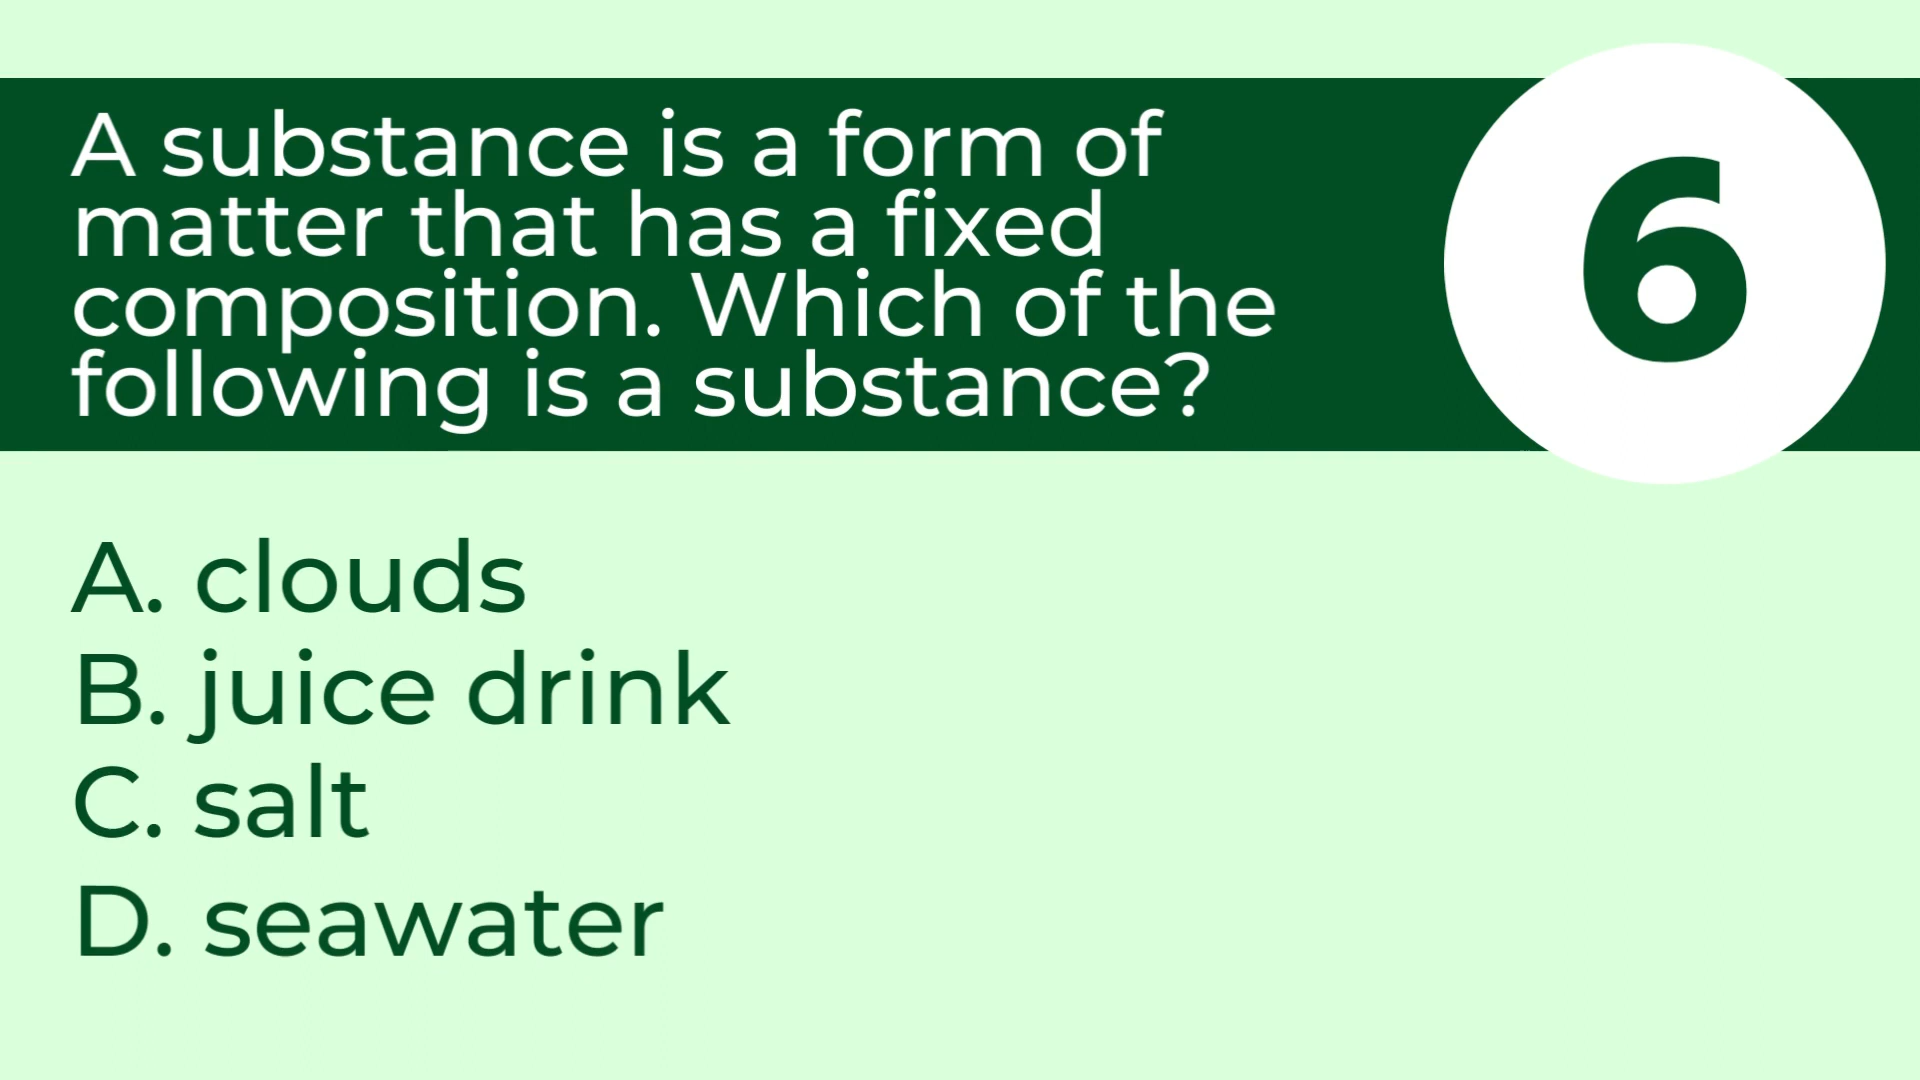 A substance is a form of
matter that has a fixed
composition. Which of the
following is a substance?
6
A. clouds
B. juice drink
C. salt
D. seawater